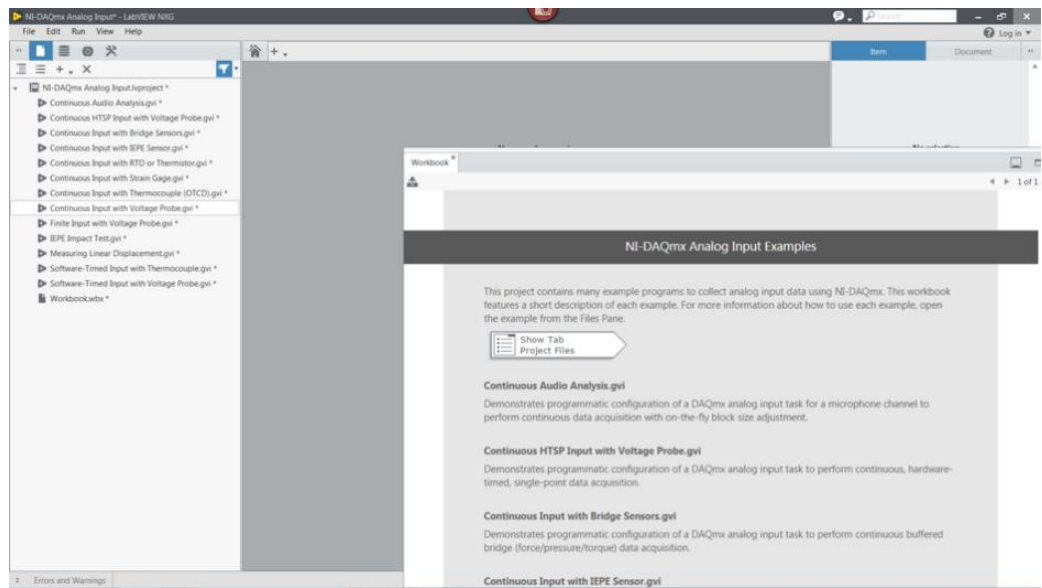 NI-DAQmx Analog Input* - LabVIEW NXG
Search
File Edit Run View Help
Log in
Item Document
NI-DAQmx Analog Input.lvproject *
Continuous Audio Analysis.gvi *
Continuous HTSP Input with Voltage Probe.gvi *
Continuous Input with Bridge Sensors.gvi *
Continuous Input with IEPE Sensor.gvi *
Continuous Input with RTD or Thermistor.gvi *
Continuous Input with Strain Gage.gvi *
Continuous Input with Thermocouple (OTCD).gvi *
Continuous Input with Voltage Probe.gvi *
Finite Input with Voltage Probe.gvi *
IEPE Impact Test.gvi *
Measuring Linear Displacement.gvi *
Software-Timed Input with Thermocouple.gvi *
Software-Timed Input with Voltage Probe.gvi *
Workbook.wbx *
Errors and Warnings
Workbook *
1 of 1
NI-DAQmx Analog Input Examples
This project contains many example programs to collect analog input data using NI-DAQmx. This workbook
features a short description of each example. For more information about how to use each example, open
the example from the Files Pane.
Show Tab
Project Files
Continuous Audio Analysis.gvi
Demonstrates programmatic configuration of a DAQmx analog input task for a microphone channel to
perform continuous data acquisition with on-the-fly block size adjustment.
Continuous HTSP Input with Voltage Probe.gvi
Demonstrates programmatic configuration of a DAQmx analog input task to perform continuous, hardware-
timed, single-point data acquisition.
Continuous Input with Bridge Sensors.gvi
Demonstrates programmatic configuration of a DAQmx analog input task to perform continuous buffered
bridge (force/pressure/torque) data acquisition.
Continuous Input with IEPE Sensor.gvi